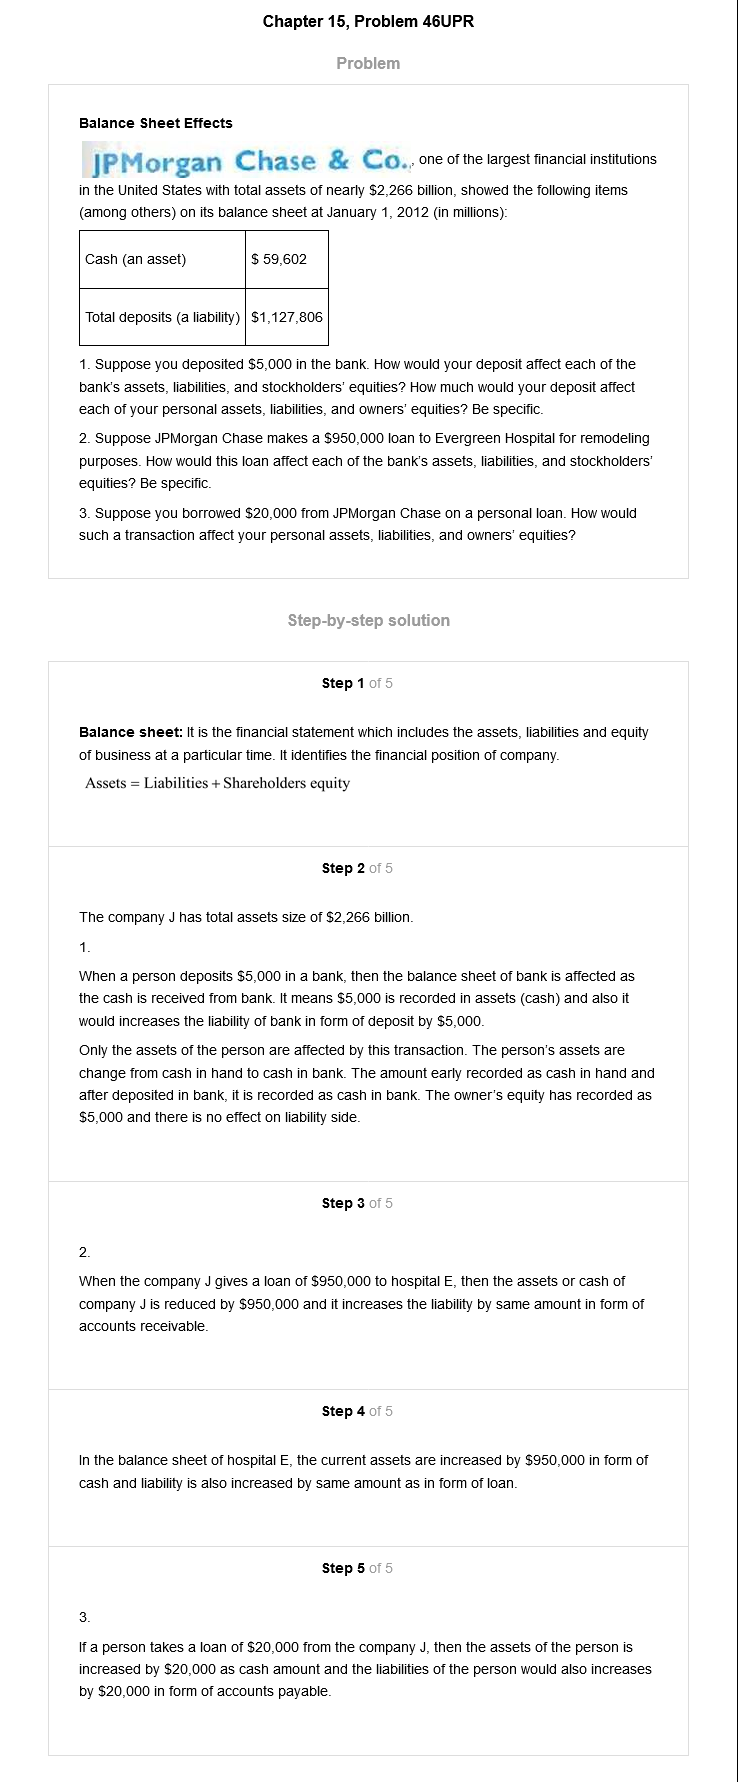 Chapter 15, Problem 46UPR
Problem
Balance Sheet Effects
JPMorgan Chase & Co., one of the largest financial institutions
in the United States with total assets of nearly $2,266 billion, showed the following items
(among others) on its balance sheet at January 1, 2012 (in millions):
Cash (an asset) $ 59,602
Total deposits (a liability) $1,127,806
1. Suppose you deposited $5,000 in the bank. How would your deposit affect each of the
bank's assets, liabilities, and stockholders' equities? How much would your deposit affect
each of your personal assets, liabilities, and owners' equities? Be specific.
2. Suppose JPMorgan Chase makes a $950,000 loan to Evergreen Hospital for remodeling
purposes. How would this loan affect each of the bank's assets, liabilities, and stockholders'
equities? Be specific.
3. Suppose you borrowed $20,000 from JPMorgan Chase on a personal loan. How would
such a transaction affect your personal assets, liabilities, and owners' equities?
Step-by-step solution
Step 1 of 5
Balance sheet: It is the financial statement which includes the assets, liabilities and equity
of business at a particular time. It identifies the financial position of company.
Assets = Liabilities + Shareholders equity
Step 2 of 5
The company J has total assets size of $2,266 billion.
1.
When a person deposits $5,000 in a bank, then the balance sheet of bank is affected as
the cash is received from bank. It means $5,000 is recorded in assets (cash) and also it
would increases the liability of bank in form of deposit by $5,000.
Only the assets of the person are affected by this transaction. The person's assets are
change from cash in hand to cash in bank. The amount early recorded as cash in hand and
after deposited in bank, it is recorded as cash in bank. The owner's equity has recorded as
$5,000 and there is no effect on liability side.
Step 3 of 5
2.
When the company J gives a loan of $950,000 to hospital E, then the assets or cash of
company J is reduced by $950,000 and it increases the liability by same amount in form of
accounts receivable.
Step 4 of 5
In the balance sheet of hospital E, the current assets are increased by $950,000 in form of
cash and liability is also increased by same amount as in form of loan.
Step 5 of 5
3.
If a person takes a loan of $20,000 from the company J, then the assets of the person is
increased by $20,000 as cash amount and the liabilities of the person would also increases
by $20,000 in form of accounts payable.